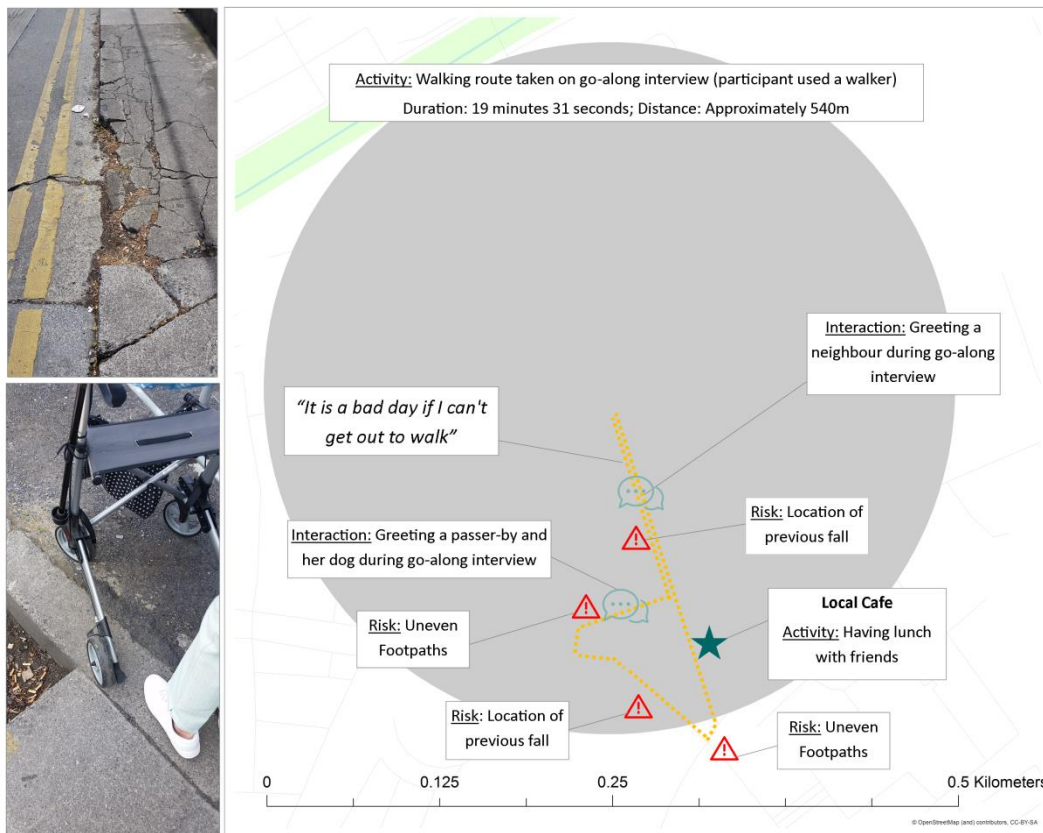 Activity: Walking route taken on go-along interview (participant used a walker)
Duration: 19 minutes 31 seconds; Distance: Approximately 540m
Interaction: Greeting a
neighbour during go-along
interview
“It is a bad day if I can't
get out to walk”
Risk: Location of
previous fall
Interaction: Greeting a passer-by and
her dog during go-along interview
Local Cafe
Activity: Having lunch
with friends
Risk: Uneven
Footpaths
Risk: Location of
previous fall
Risk: Uneven
Footpaths
0 0.125 0.25 0.5 Kilometers
© OpenStreetMap (and) contributors, CC-BY-SA